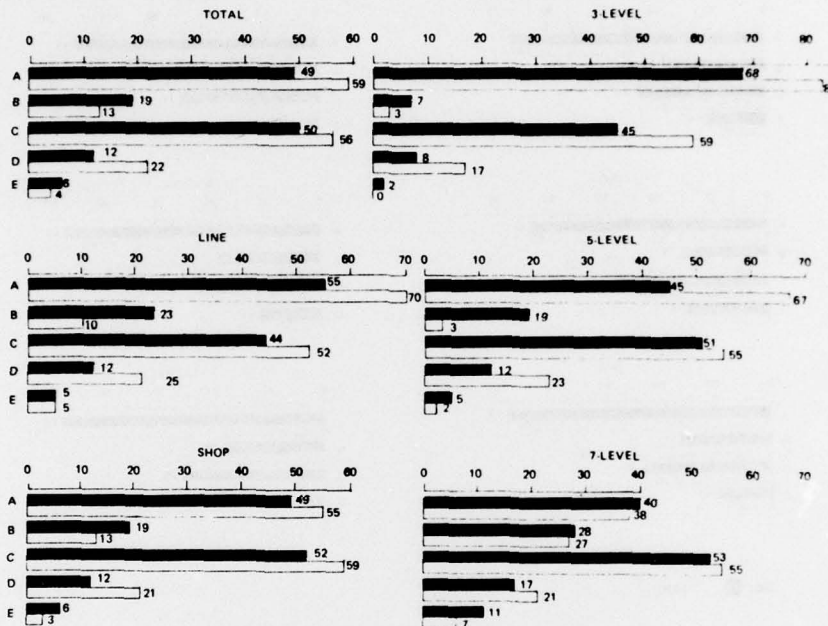 TOTAL
0 10 20 30 40 50 60
A 49
59
B 19
13
C 50
56
D 12
22
E 6
4
3-LEVEL
0 10 20 30 40 50 60 70 80
68
7
3
45
59
8
17
2
0
LINE
0 10 20 30 40 50 60 70
A 55
70
B 23
10
C 44
52
D 12
25
E 5
5
5-LEVEL
0 10 20 30 40 50 60 70
45
67
19
3
51
55
12
23
5
2
SHOP
0 10 20 30 40 50 60
A 49
55
B 19
13
C 52
59
D 12
21
E 6
3
7-LEVEL
0 10 20 30 40 50 60 70
40
38
28
27
53
55
17
21
11
7